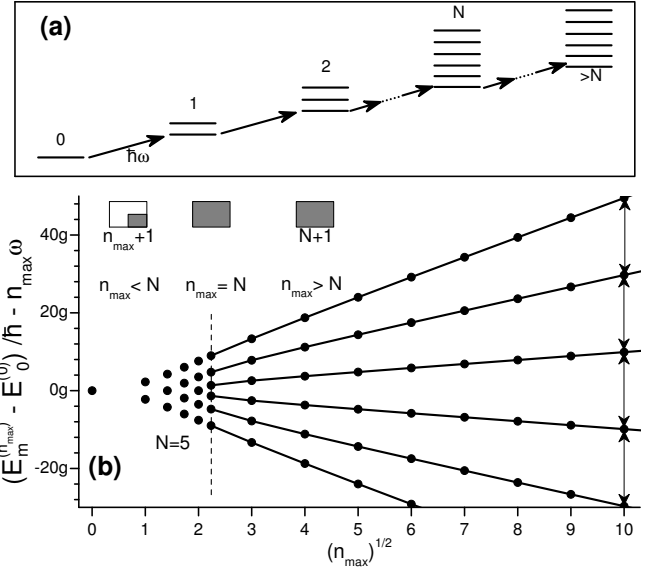 (a)
0
ħω
1
2
N
>N
n_max+1
N+1
n_max < N
n_max = N
n_max > N
(E_m^(n_max) - E_0^(0)) /ħ - n_max ω
40g
20g
0g
-20g
N=5
(b)
0 1 2 3 4 5 6 7 8 9 10
(n_max)^1/2